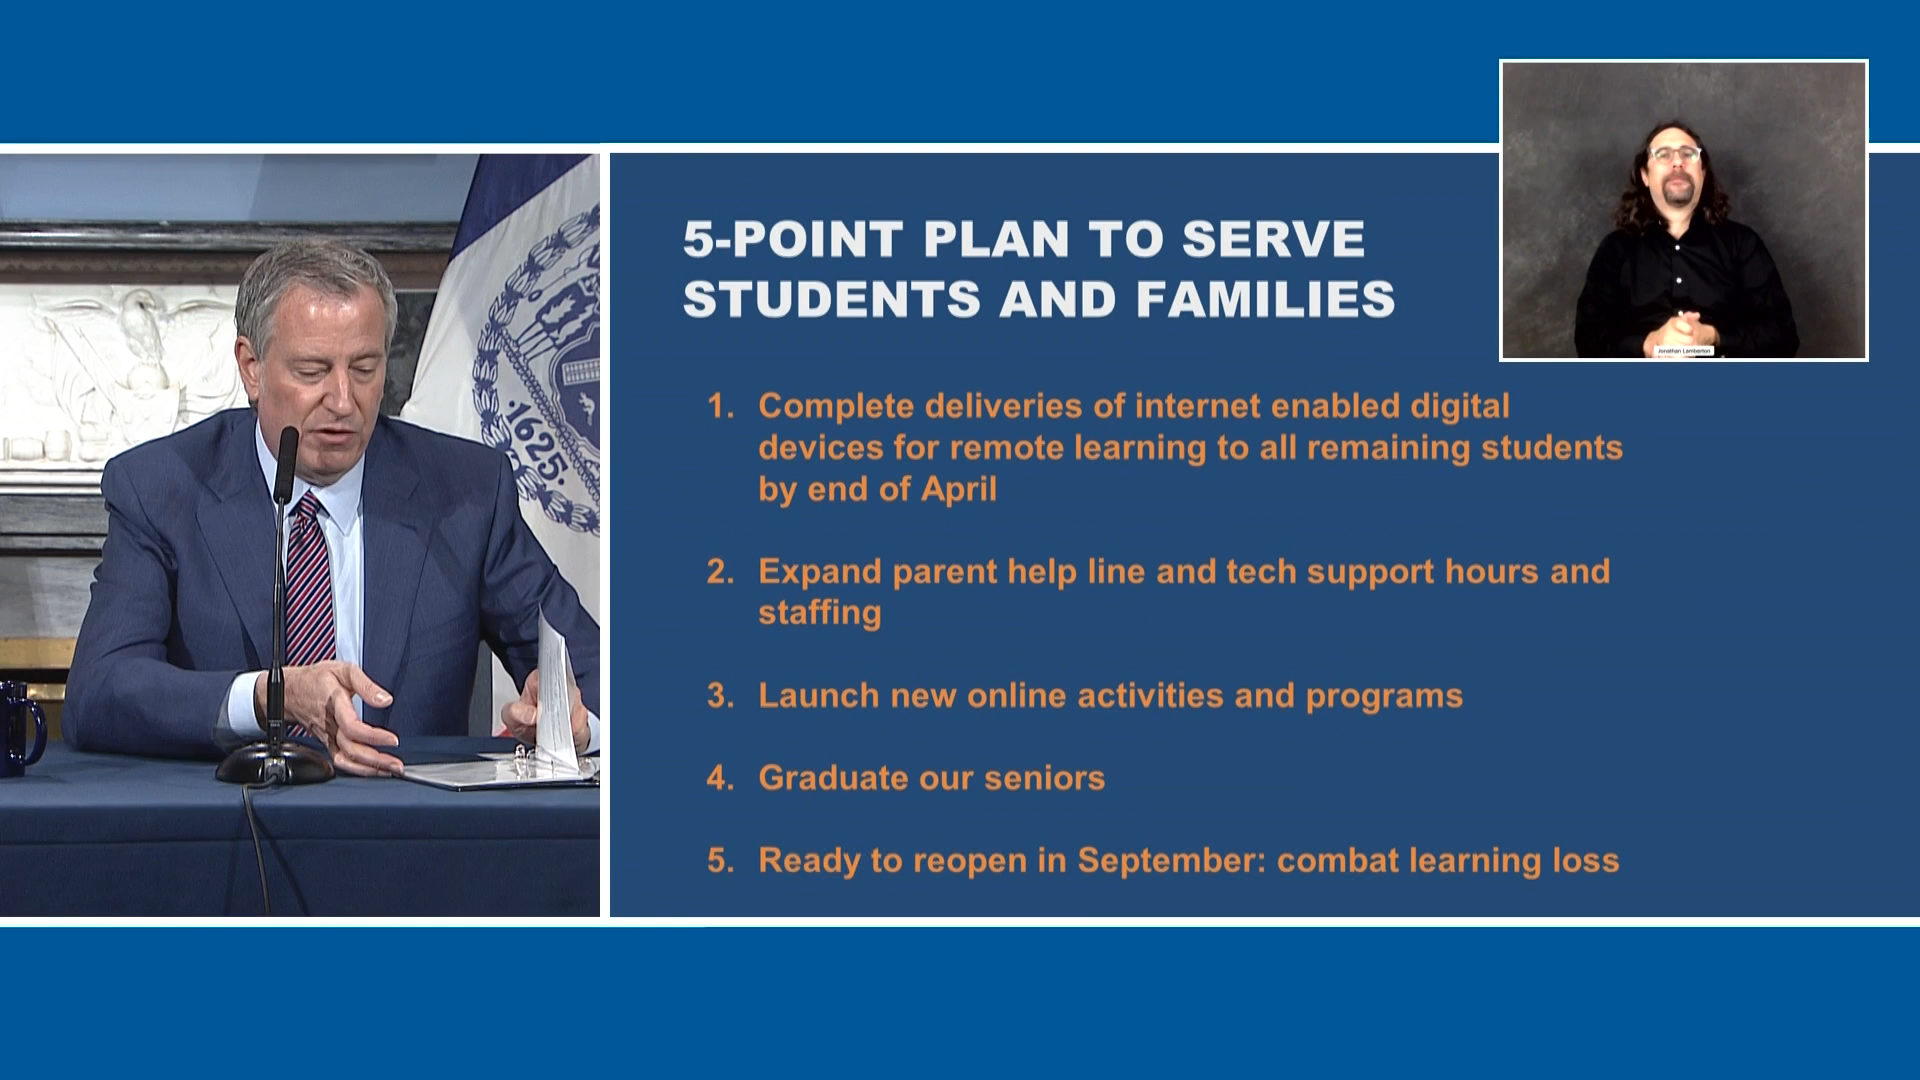 5-POINT PLAN TO SERVE
STUDENTS AND FAMILIES
1. Complete deliveries of internet enabled digital
devices for remote learning to all remaining students
by end of April
2. Expand parent help line and tech support hours and
staffing
3. Launch new online activities and programs
4. Graduate our seniors
5. Ready to reopen in September: combat learning loss
·1625·
Jonathan Lamberton